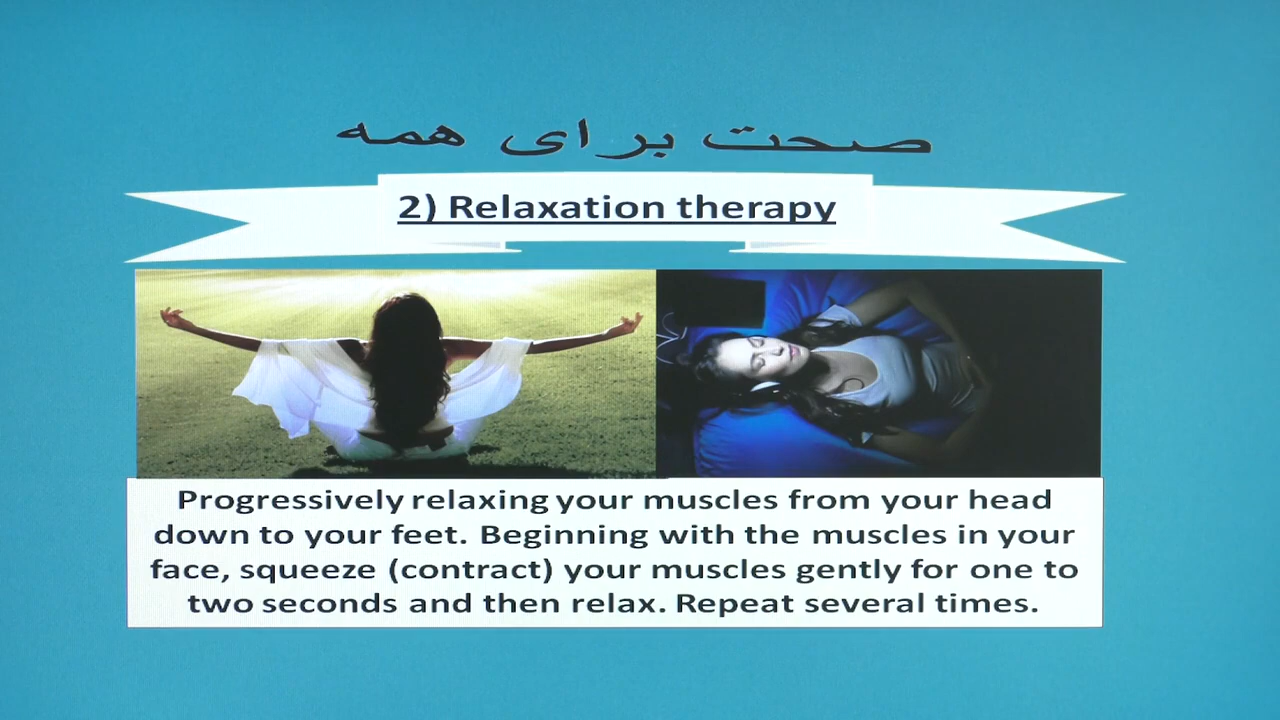 صحت برای همه
2) Relaxation therapy
Progressively relaxing your muscles from your head
down to your feet. Beginning with the muscles in your
face, squeeze (contract) your muscles gently for one to
two seconds and then relax. Repeat several times.